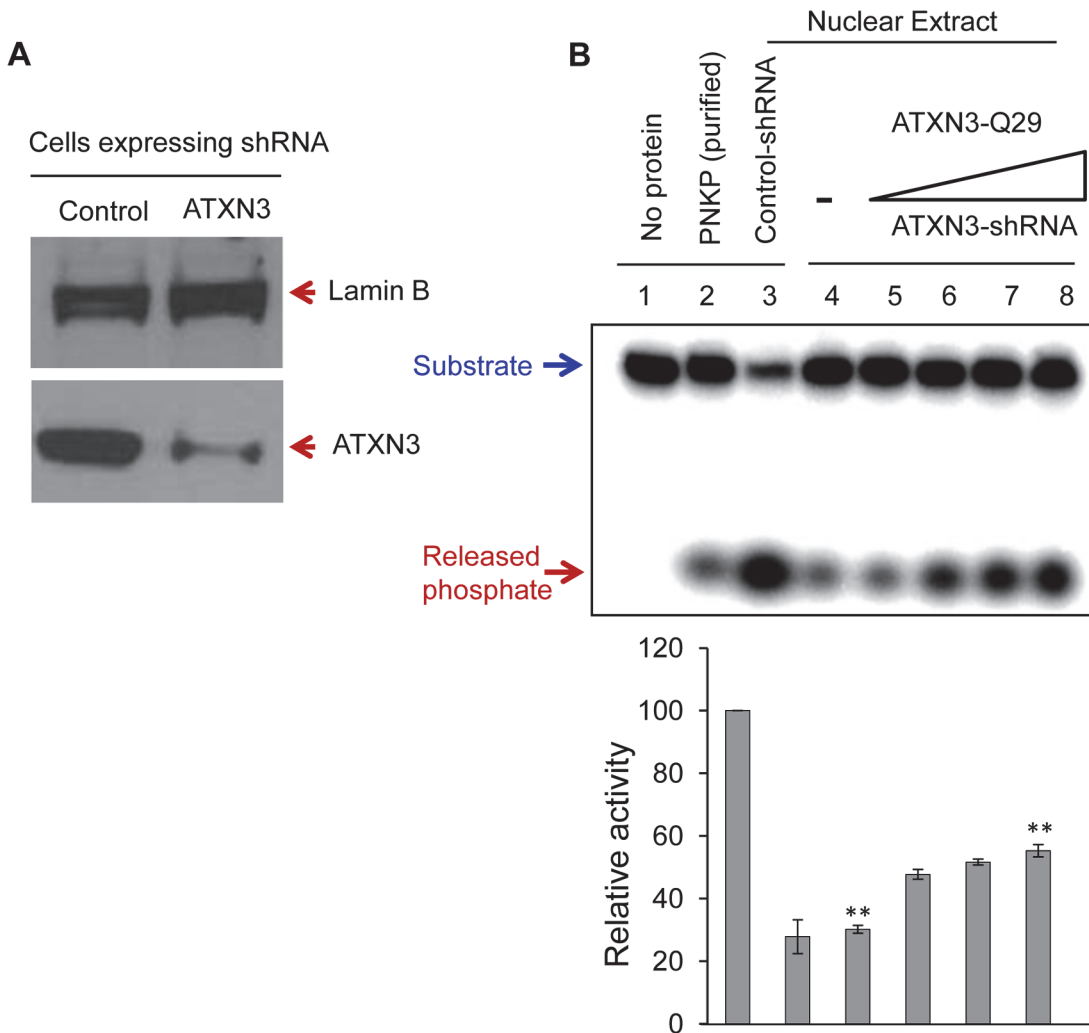 A
Cells expressing shRNA
Control ATXN3
Lamin B
ATXN3
B
Nuclear Extract
No protein
PNKP (purified)
Control-shRNA
ATXN3-Q29
-
ATXN3-shRNA
1 2 3 4 5 6 7 8
Substrate
Released
phosphate
Relative activity
120
100
80
60
40
20
0
**
**